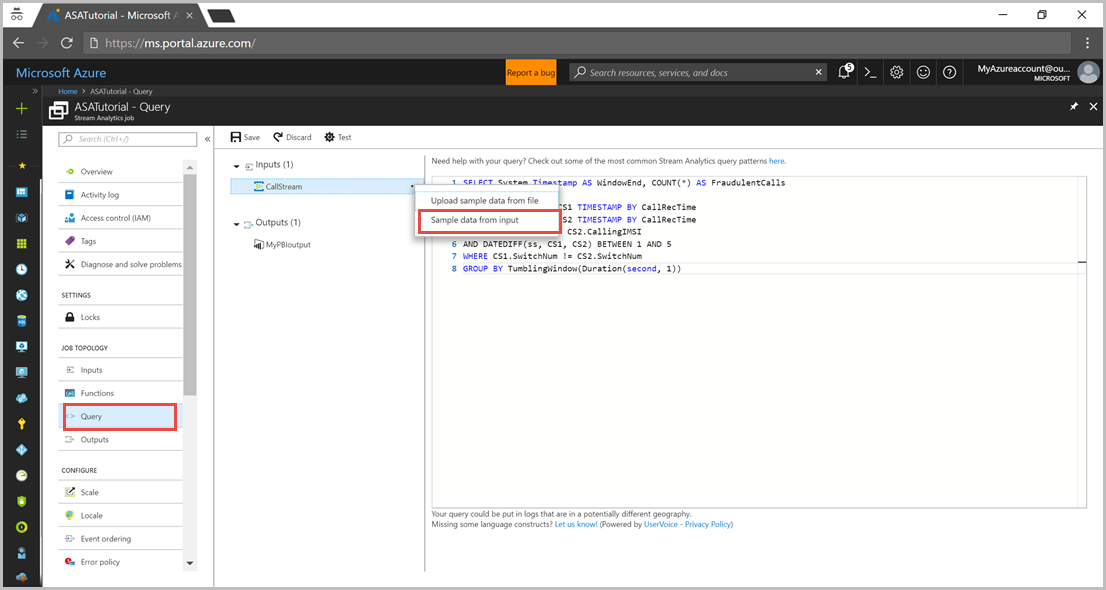 ASATutorial - Microsoft A
https://ms.portal.azure.com/
Microsoft Azure
Report a bug
Search resources, services, and docs
5
MyAzureaccount@ou...
MICROSOFT
Home > ASATutorial - Query
ASATutorial - Query
Stream Analytics job
Search (Ctrl+/)
Overview
Activity log
Access control (IAM)
Tags
Diagnose and solve problems
SETTINGS
Locks
JOB TOPOLOGY
Inputs
Functions
Query
Outputs
CONFIGURE
Scale
Locale
Event ordering
Error policy
Save Discard Test
Inputs (1)
CallStream
Outputs (1)
MyPBIoutput
Upload sample data from file
Sample data from input
Need help with your query? Check out some of the most common Stream Analytics query patterns here.
1 SELECT System.Timestamp AS WindowEnd, COUNT(*) AS FraudulentCalls
CS1 TIMESTAMP BY CallRecTime
S2 TIMESTAMP BY CallRecTime
CS2.CallingIMSI
6 AND DATEDIFF(ss, CS1, CS2) BETWEEN 1 AND 5
7 WHERE CS1.SwitchNum != CS2.SwitchNum
8 GROUP BY TumblingWindow(Duration(second, 1))
Your query could be put in logs that are in a potentially different geography.
Missing some language constructs? Let us know! (Powered by UserVoice - Privacy Policy)